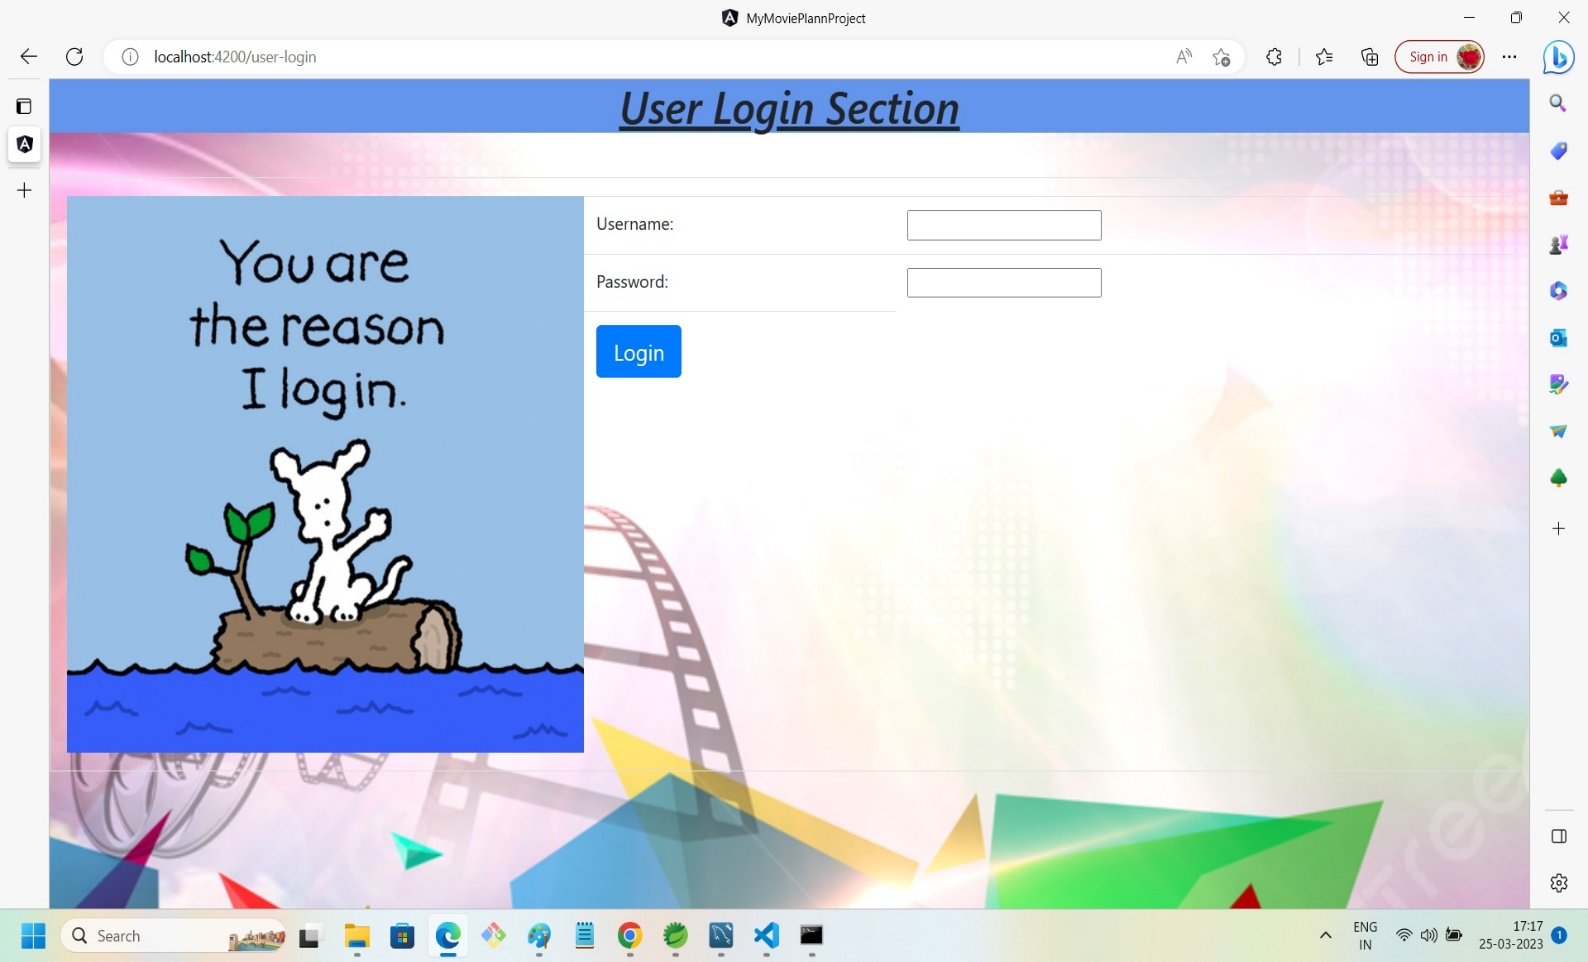 MyMoviePlannProject
localhost:4200/user-login
Sign in
User Login Section
You are
the reason
I login.
Username:
Password:
Login
Search
ENG
IN
17:17
25-03-2023
1